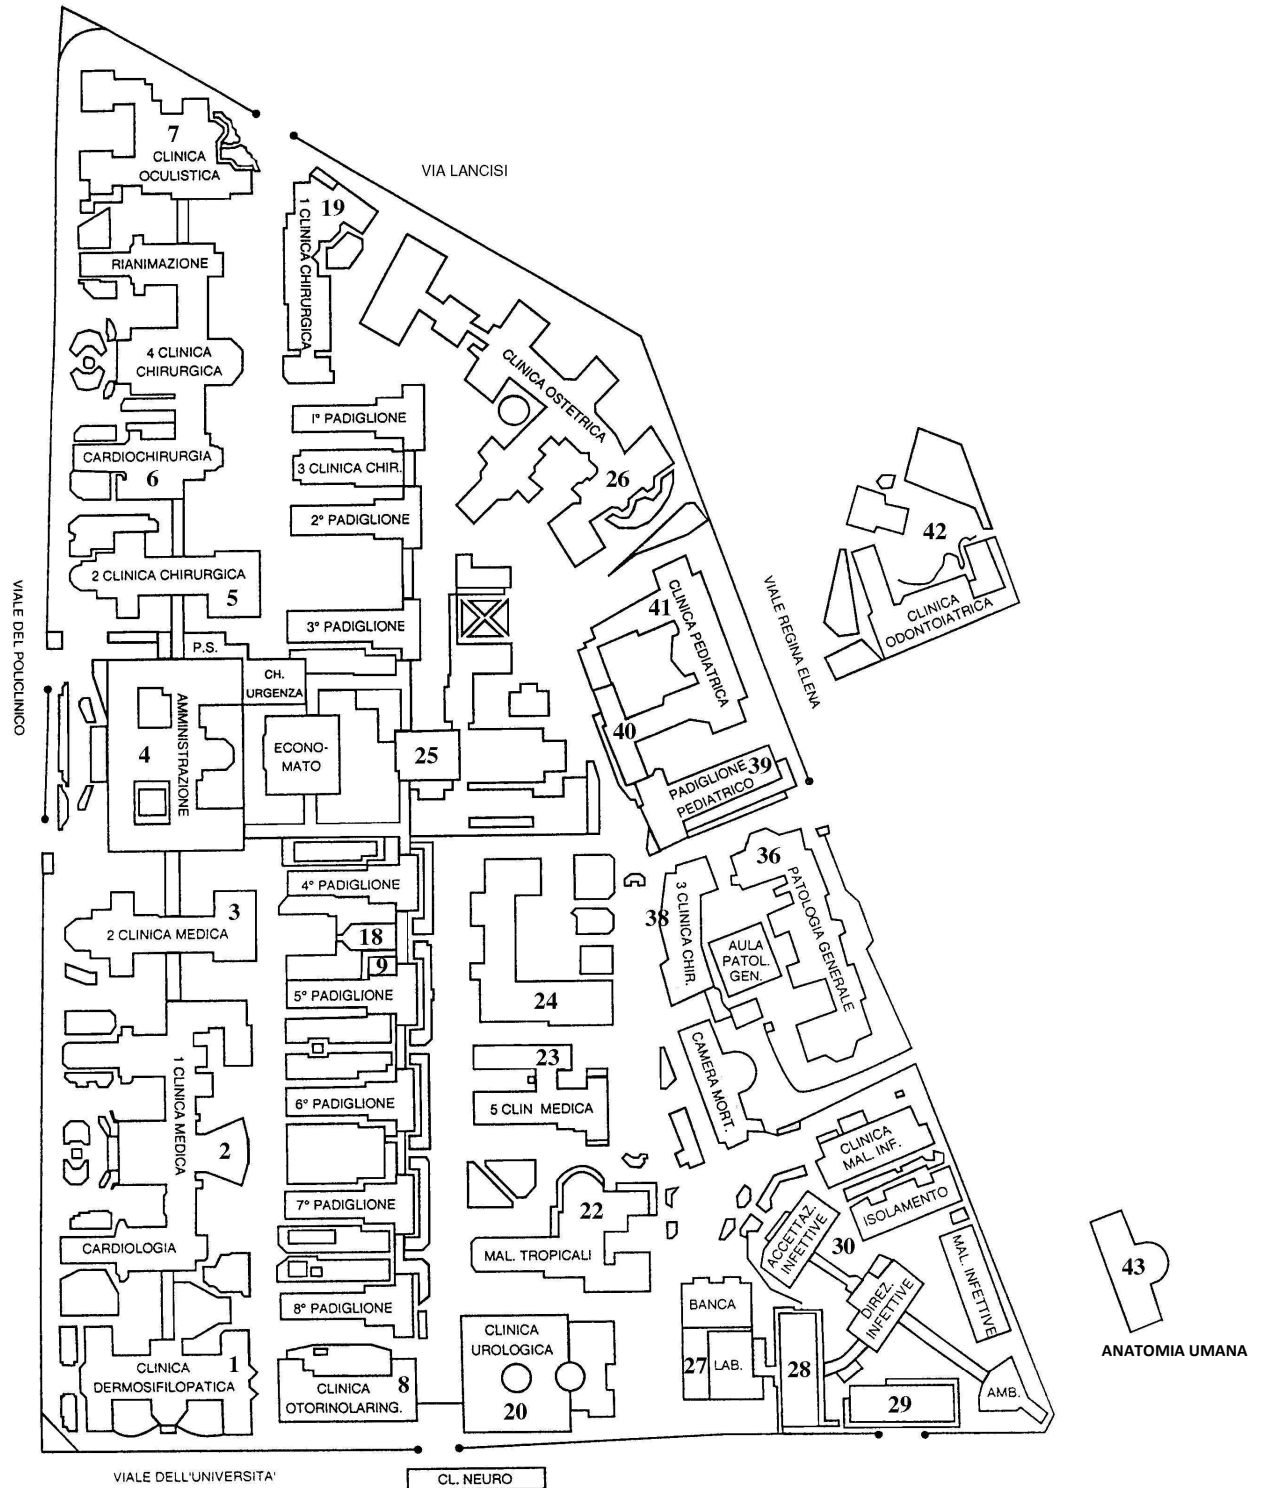 7
CLINICA
OCULISTICA
VIA LANCISI
19
1 CLINICA CHIRURGICA
RIANIMAZIONE
4 CLINICA
CHIRURGICA
CLINICA OSTETRICA
1° PADIGLIONE
CARDIOCHIRURGIA
6
3 CLINICA CHIR.
26
2° PADIGLIONE
42
CLINICA
ODONTOIATRICA
2 CLINICA CHIRURGICA
5
VIALE DEL POLICLINICO
41
CLINICA PEDIATRICA
VIALE REGINA ELENA
3° PADIGLIONE
P.S.
CH.
URGENZA
AMMINISTRAZIONE
4
ECONO-
MATO
25
40
39
PADIGLIONE
PEDIATRICO
36
PATOLOGIA GENERALE
4° PADIGLIONE
3
2 CLINICA MEDICA
18
9
38
3 CLINICA CHIR.
AULA
PATOL.
GEN.
5° PADIGLIONE
24
1 CLINICA MEDICA
2
23
5 CLIN MEDICA
CAMERA MORT.
6° PADIGLIONE
CLINICA
MAL. INF.
ISOLAMENTO
7° PADIGLIONE
22
MAL. TROPICALI
ACCETTAZ.
INFETTIVE
30
DIREZ.
INFETTIVE
MAL. INFETTIVE
43
ANATOMIA UMANA
CARDIOLOGIA
8° PADIGLIONE
BANCA
CLINICA
UROLOGICA
20
1
CLINICA
DERMOSIFILOPATICA
8
CLINICA
OTORINOLARING.
27
LAB.
28
29
AMB.
VIALE DELL'UNIVERSITA'
CL. NEURO